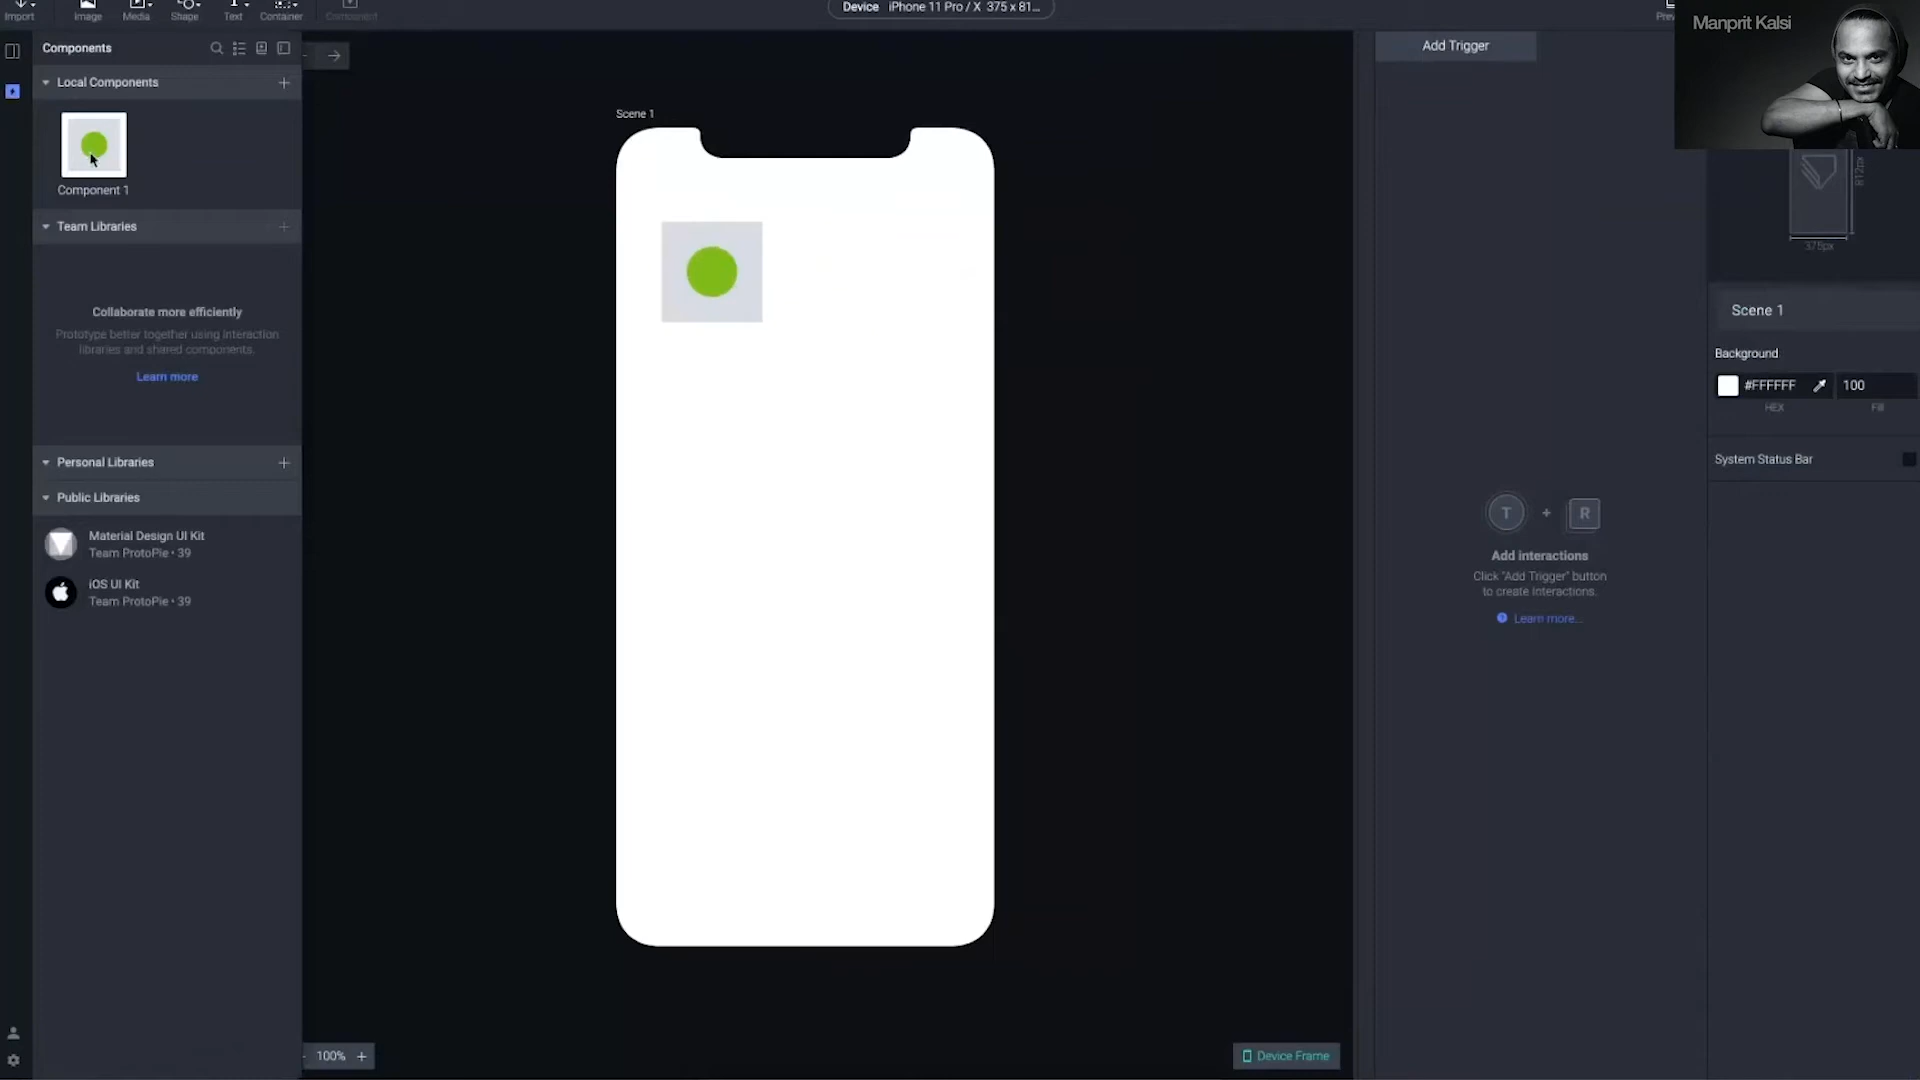 Import
Image
Media
Shape
Text
Container
Component
Device iPhone 11 Pro / X 375 x 81...
Manprit Kalsi
Components
Local Components
Component 1
Team Libraries
Collaborate more efficiently
Prototype better together using interaction
libraries and shared components.
Learn more
Personal Libraries
Public Libraries
Material Design UI Kit
Team ProtoPie • 39
iOS UI Kit
Team ProtoPie • 39
Scene 1
100%
Device Frame
Add Trigger
T + R
Add interactions
Click "Add Trigger" button
to create interactions.
Learn more...
812px
375px
Scene 1
Background
#FFFFFF
100
HEX
Fill
System Status Bar